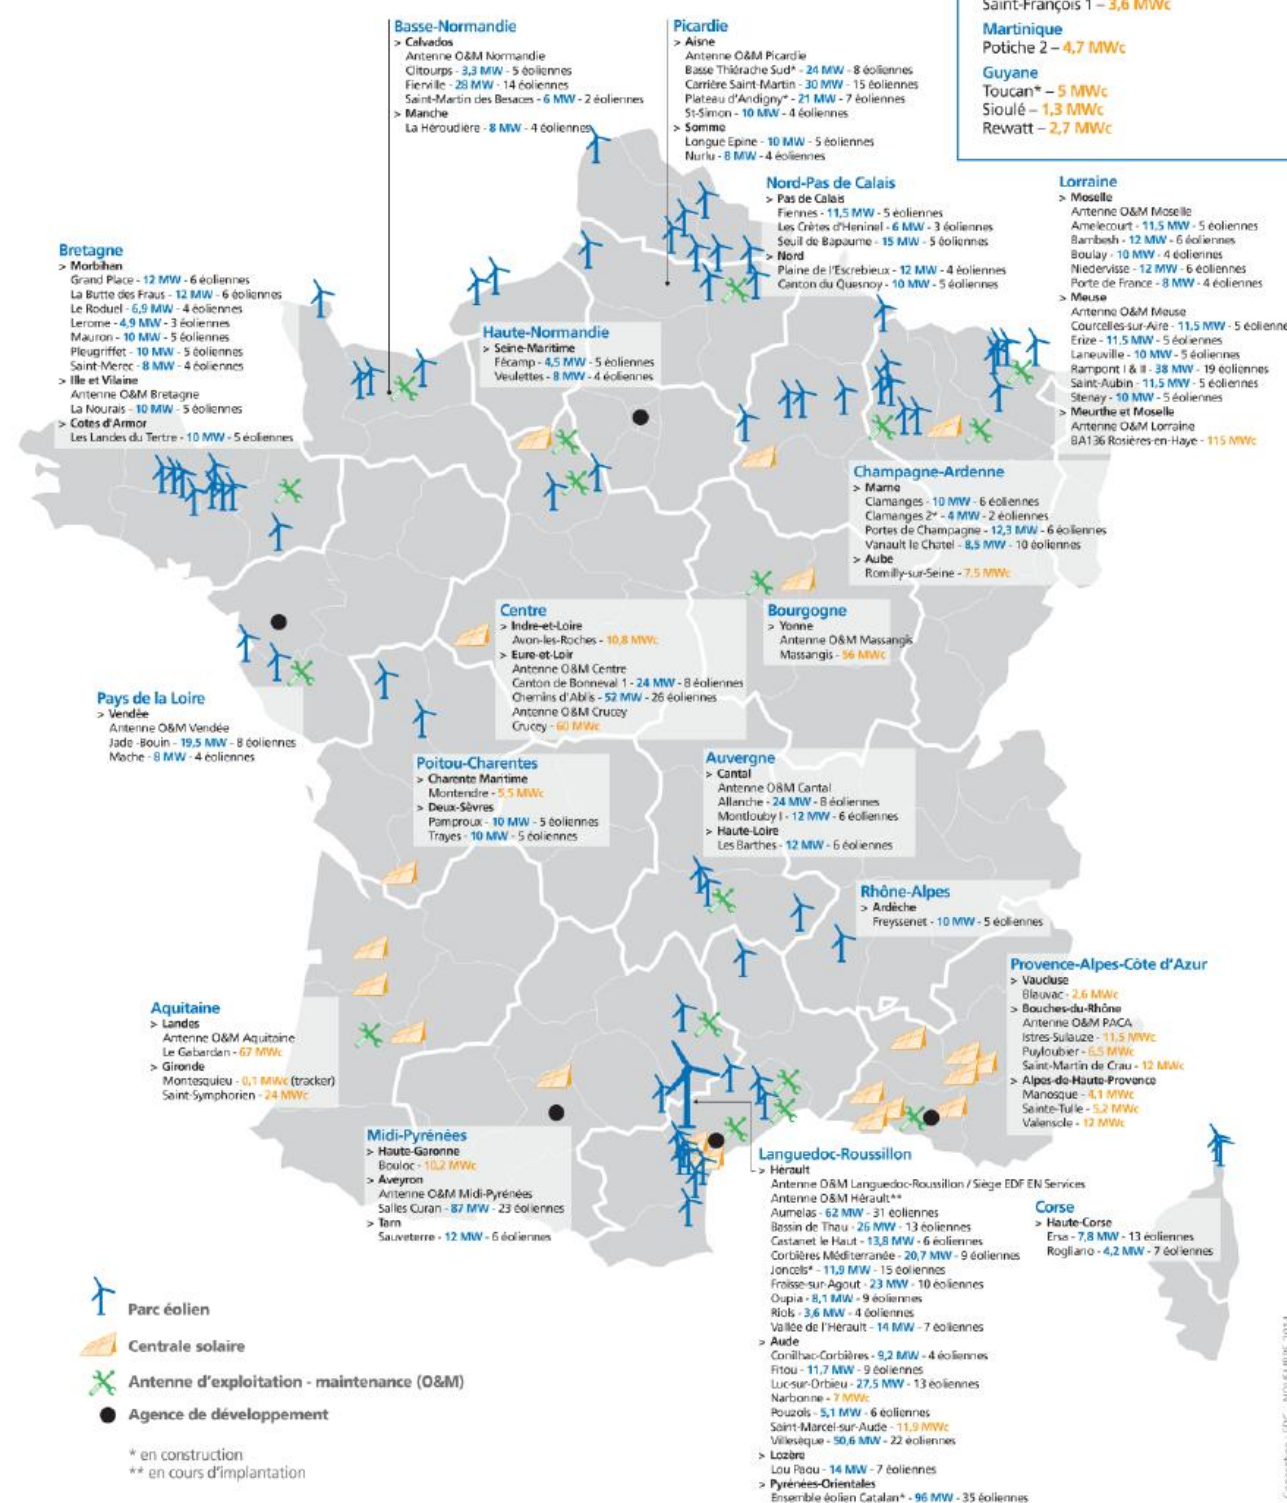 Saint-François 1 – 3,6 MWc
Martinique
Potiche 2 – 4,7 MWc
Guyane
Toucan* – 5 MWc
Sioulé – 1,3 MWc
Rewatt – 2,7 MWc
Basse-Normandie
> Calvados
Antenne O&M Normandie
Clitourps - 3,3 MW - 5 éoliennes
Fierville - 28 MW - 14 éoliennes
Saint-Martin des Besaces - 6 MW - 2 éoliennes
> Manche
La Héroudière - 8 MW - 4 éoliennes
Picardie
> Aisne
Antenne O&M Picardie
Basse Thiérache Sud* - 24 MW - 8 éoliennes
Carrière Saint-Martin - 30 MW - 15 éoliennes
Plateau d'Andigny* - 21 MW - 7 éoliennes
St-Simon - 10 MW - 4 éoliennes
> Somme
Longue Epine - 10 MW - 5 éoliennes
Nurlu - 8 MW - 4 éoliennes
Nord-Pas de Calais
> Pas de Calais
Fiennes - 11,5 MW - 5 éoliennes
Les Crêtes d'Heninel - 6 MW - 3 éoliennes
Seuil de Bapaume - 15 MW - 5 éoliennes
> Nord
Plaine de l'Escrebieux - 12 MW - 4 éoliennes
Canton du Quesnoy - 10 MW - 5 éoliennes
Lorraine
> Moselle
Antenne O&M Moselle
Amelecourt - 11,5 MW - 5 éoliennes
Bambesh - 12 MW - 6 éoliennes
Boulay - 10 MW - 4 éoliennes
Niedervisse - 12 MW - 6 éoliennes
Porte de France - 8 MW - 4 éoliennes
> Meuse
Antenne O&M Meuse
Courcelles-sur-Aire - 11,5 MW - 5 éolienne
Erize - 11,5 MW - 5 éoliennes
Laneuville - 10 MW - 5 éoliennes
Rampont I & II - 38 MW - 19 éoliennes
Saint-Aubin - 11,5 MW - 5 éoliennes
Stenay - 10 MW - 5 éoliennes
> Meurthe et Moselle
Antenne O&M Lorraine
BA136 Rosières-en-Haye - 115 MWc
Bretagne
> Morbihan
Grand Place - 12 MW - 6 éoliennes
La Butte des Fraus - 12 MW - 6 éoliennes
Le Roduel - 6,9 MW - 4 éoliennes
Lerome - 4,9 MW - 3 éoliennes
Mauron - 10 MW - 5 éoliennes
Pleugriffet - 10 MW - 5 éoliennes
Saint-Merec - 8 MW - 4 éoliennes
> Ille et Vilaine
Antenne O&M Bretagne
La Nourais - 10 MW - 5 éoliennes
> Cotes d'Armor
Les Landes du Tertre - 10 MW - 5 éoliennes
Haute-Normandie
> Seine-Maritime
Fécamp - 4,5 MW - 5 éoliennes
Veulettes - 8 MW - 4 éoliennes
Champagne-Ardenne
> Marne
Clamanges - 10 MW - 6 éoliennes
Clamanges 2* - 4 MW - 2 éoliennes
Portes de Champagne - 12,3 MW - 6 éoliennes
Vanault le Chatel - 8,5 MW - 10 éoliennes
> Aube
Romilly-sur-Seine - 7,5 MWc
Centre
> Indre-et-Loire
Avon-les-Roches - 10,8 MWc
> Eure-et-Loir
Antenne O&M Centre
Canton de Bonneval 1 - 24 MW - 8 éoliennes
Chemins d'Ablis - 52 MW - 26 éoliennes
Antenne O&M Crucey
Crucey - 60 MWc
Bourgogne
> Yonne
Antenne O&M Massangis
Massangis - 56 MWc
Pays de la Loire
> Vendée
Antenne O&M Vendée
Jade -Bouin - 19,5 MW - 8 éoliennes
Mache - 8 MW - 4 éoliennes
Poitou-Charentes
> Charente Maritime
Montendre - 5,5 MWc
> Deux-Sèvres
Pamproux - 10 MW - 5 éoliennes
Trayes - 10 MW - 5 éoliennes
Auvergne
> Cantal
Antenne O&M Cantal
Allanche - 24 MW - 8 éoliennes
Montlouby I - 12 MW - 6 éoliennes
> Haute-Loire
Les Barthes - 12 MW - 6 éoliennes
Rhône-Alpes
> Ardèche
Freyssenet - 10 MW - 5 éoliennes
Provence-Alpes-Côte d'Azur
> Vaucluse
Blauvac - 2,6 MWc
> Bouches-du-Rhône
Antenne O&M PACA
Istres-Sulauze - 11,5 MWc
Puyloubier - 6,5 MWc
Saint-Martin de Crau - 12 MWc
> Alpes-de-Haute-Provence
Manosque - 4,1 MWc
Sainte-Tulle - 5,2 MWc
Valensole - 12 MWc
Aquitaine
> Landes
Antenne O&M Aquitaine
Le Gabardan - 67 MWc
> Gironde
Montesquieu - 0,1 MWc (tracker)
Saint-Symphorien - 24 MWc
Midi-Pyrénées
> Haute-Garonne
Bouloc - 10,2 MWc
> Aveyron
Antenne O&M Midi-Pyrénées
Salles Curan - 87 MW - 23 éoliennes
> Tarn
Sauveterre - 12 MW - 6 éoliennes
Languedoc-Roussillon
> Hérault
Antenne O&M Languedoc-Roussillon / Siège EDF EN Services
Antenne O&M Hérault**
Aumelas - 62 MW - 31 éoliennes
Bassin de Thau - 26 MW - 13 éoliennes
Castanet le Haut - 13,8 MW - 6 éoliennes
Corbières Méditerranée - 20,7 MW - 9 éoliennes
Joncels* - 11,9 MW - 15 éoliennes
Fraïsse-sur-Agout - 23 MW - 10 éoliennes
Oupia - 8,1 MW - 9 éoliennes
Riols - 3,6 MW - 4 éoliennes
Vallée de l'Hérault - 14 MW - 7 éoliennes
> Aude
Conilhac-Corbières - 9,2 MW - 4 éoliennes
Fitou - 11,7 MW - 9 éoliennes
Luc-sur-Orbieu - 27,5 MW - 13 éoliennes
Narbonne - 7 MWc
Pouzols - 5,1 MW - 6 éoliennes
Saint-Marcel-sur-Aude - 11,9 MWc
Villesèque - 50,6 MW - 22 éoliennes
> Lozère
Lou Paou - 14 MW - 7 éoliennes
> Pyrénées-Orientales
Ensemble éolien Catalan* - 96 MW - 35 éoliennes
Corse
> Haute-Corse
Ersa - 7,8 MW - 13 éoliennes
Rogliano - 4,2 MW - 7 éoliennes
Parc éolien
Centrale solaire
Antenne d'exploitation - maintenance (O&M)
Agence de développement
* en construction
** en cours d'implantation
NOVEMBRE 2014